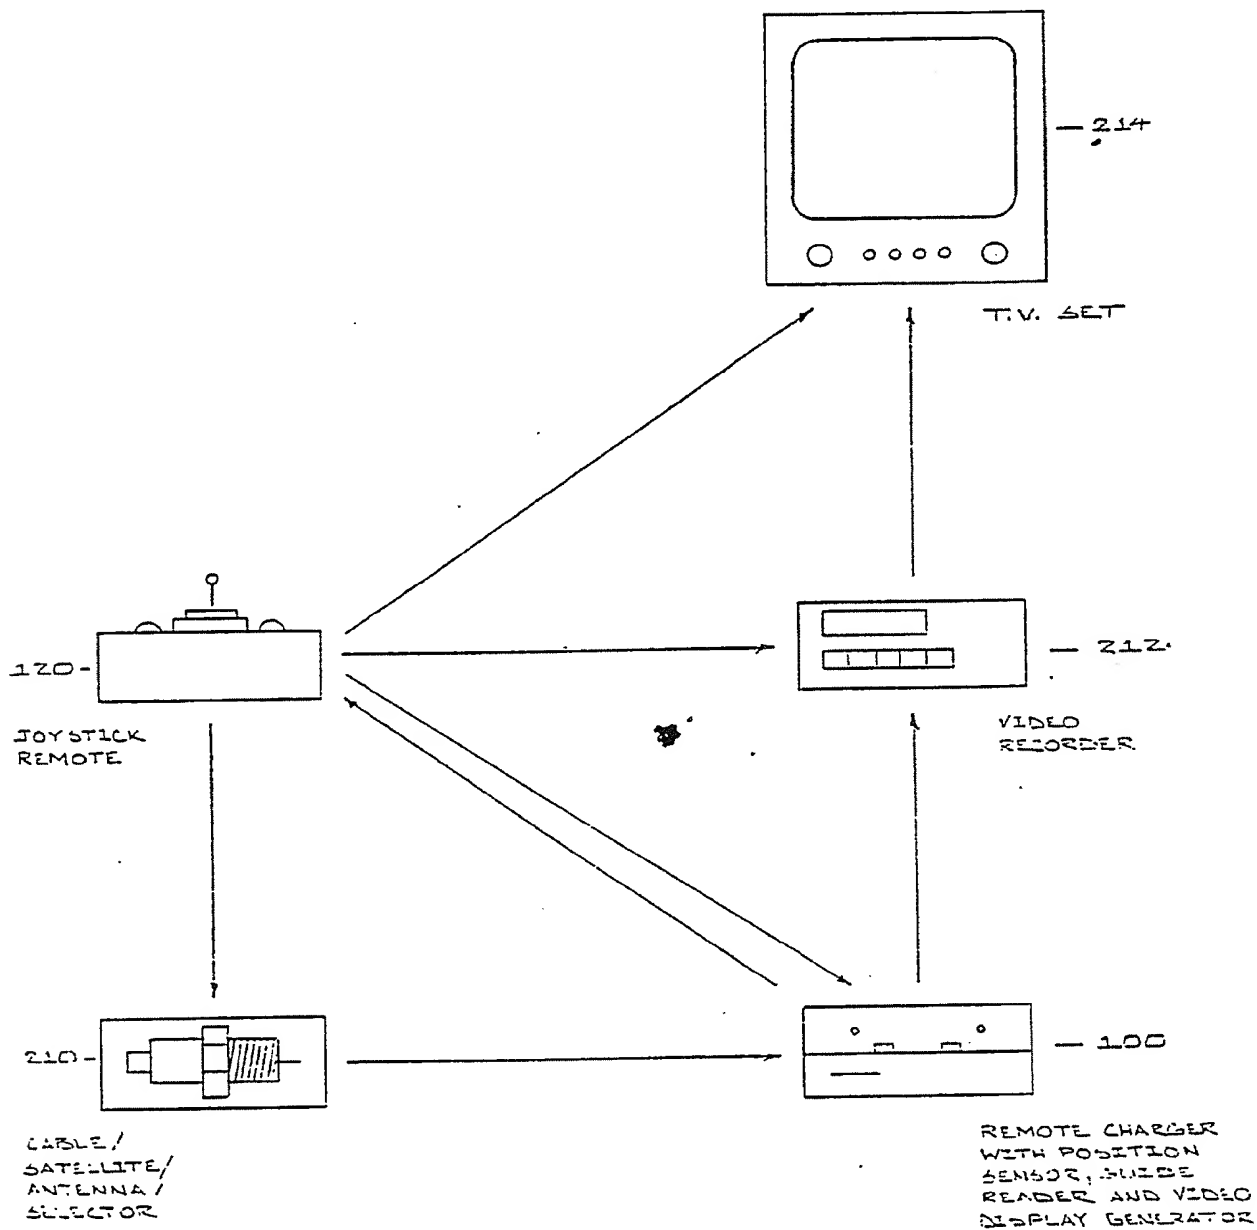 214
T.V. SET
120
JOYSTICK
REMOTE
212
VIDEO
RECORDER
210
100
CABLE/
SATELLITE/
ANTENNA/
SELECTOR
REMOTE CHARGER
WITH POSITION
SENSOR, GUIDE
READER AND VIDEO
DISPLAY GENERATOR